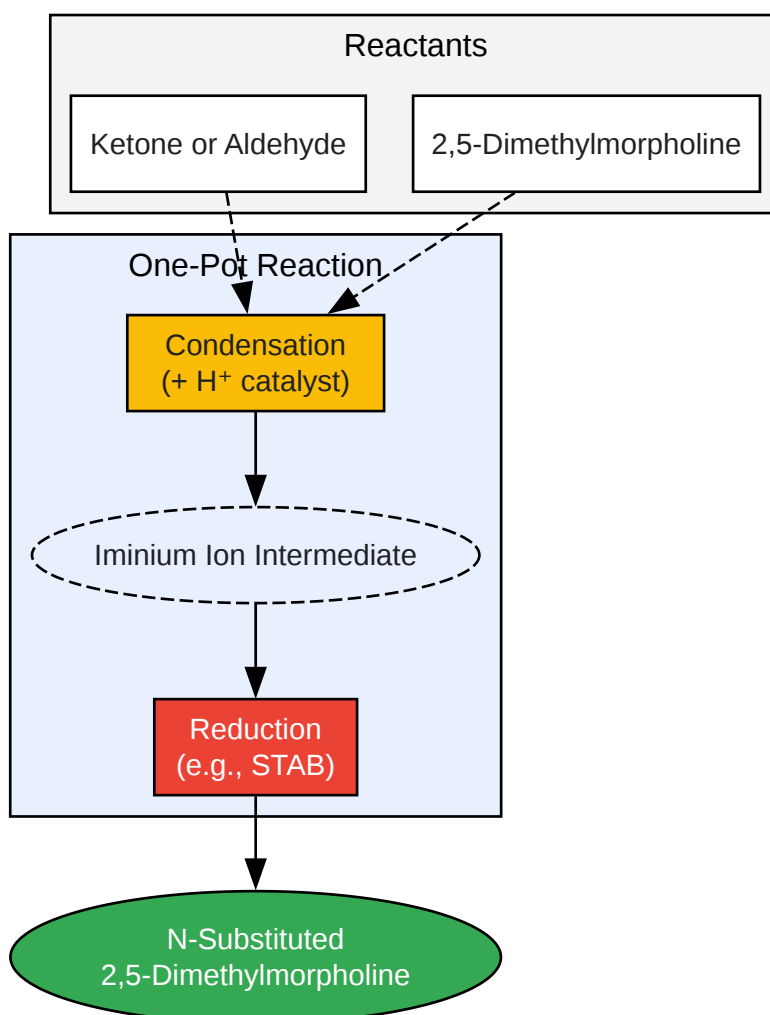 Reactants
Ketone or Aldehyde
2,5-Dimethylmorpholine
One-Pot Reaction
Condensation
(+ H⁺ catalyst)
Iminium Ion Intermediate
Reduction
(e.g., STAB)
N-Substituted
2,5-Dimethylmorpholine